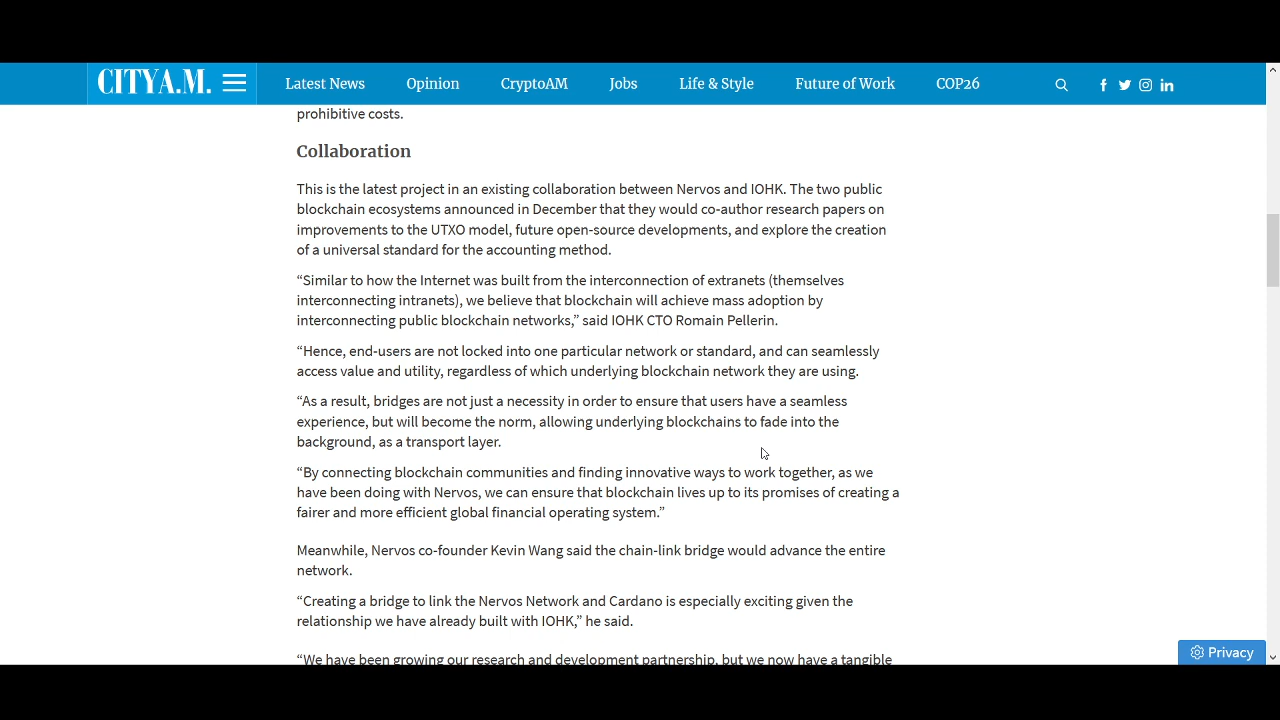 CITYA.M.
Latest News
Opinion
CryptoAM
Jobs
Life & Style
Future of Work
COP26
prohibitive costs.
Collaboration
This is the latest project in an existing collaboration between Nervos and IOHK. The two public
blockchain ecosystems announced in December that they would co-author research papers on
improvements to the UTXO model, future open-source developments, and explore the creation
of a universal standard for the accounting method.
“Similar to how the Internet was built from the interconnection of extranets (themselves
interconnecting intranets), we believe that blockchain will achieve mass adoption by
interconnecting public blockchain networks,” said IOHK CTO Romain Pellerin.
“Hence, end-users are not locked into one particular network or standard, and can seamlessly
access value and utility, regardless of which underlying blockchain network they are using.
“As a result, bridges are not just a necessity in order to ensure that users have a seamless
experience, but will become the norm, allowing underlying blockchains to fade into the
background, as a transport layer.
“By connecting blockchain communities and finding innovative ways to work together, as we
have been doing with Nervos, we can ensure that blockchain lives up to its promises of creating a
fairer and more efficient global financial operating system.”
Meanwhile, Nervos co-founder Kevin Wang said the chain-link bridge would advance the entire
network.
“Creating a bridge to link the Nervos Network and Cardano is especially exciting given the
relationship we have already built with IOHK,” he said.
“We have been growing our research and development partnership, but we now have a tangible
Privacy